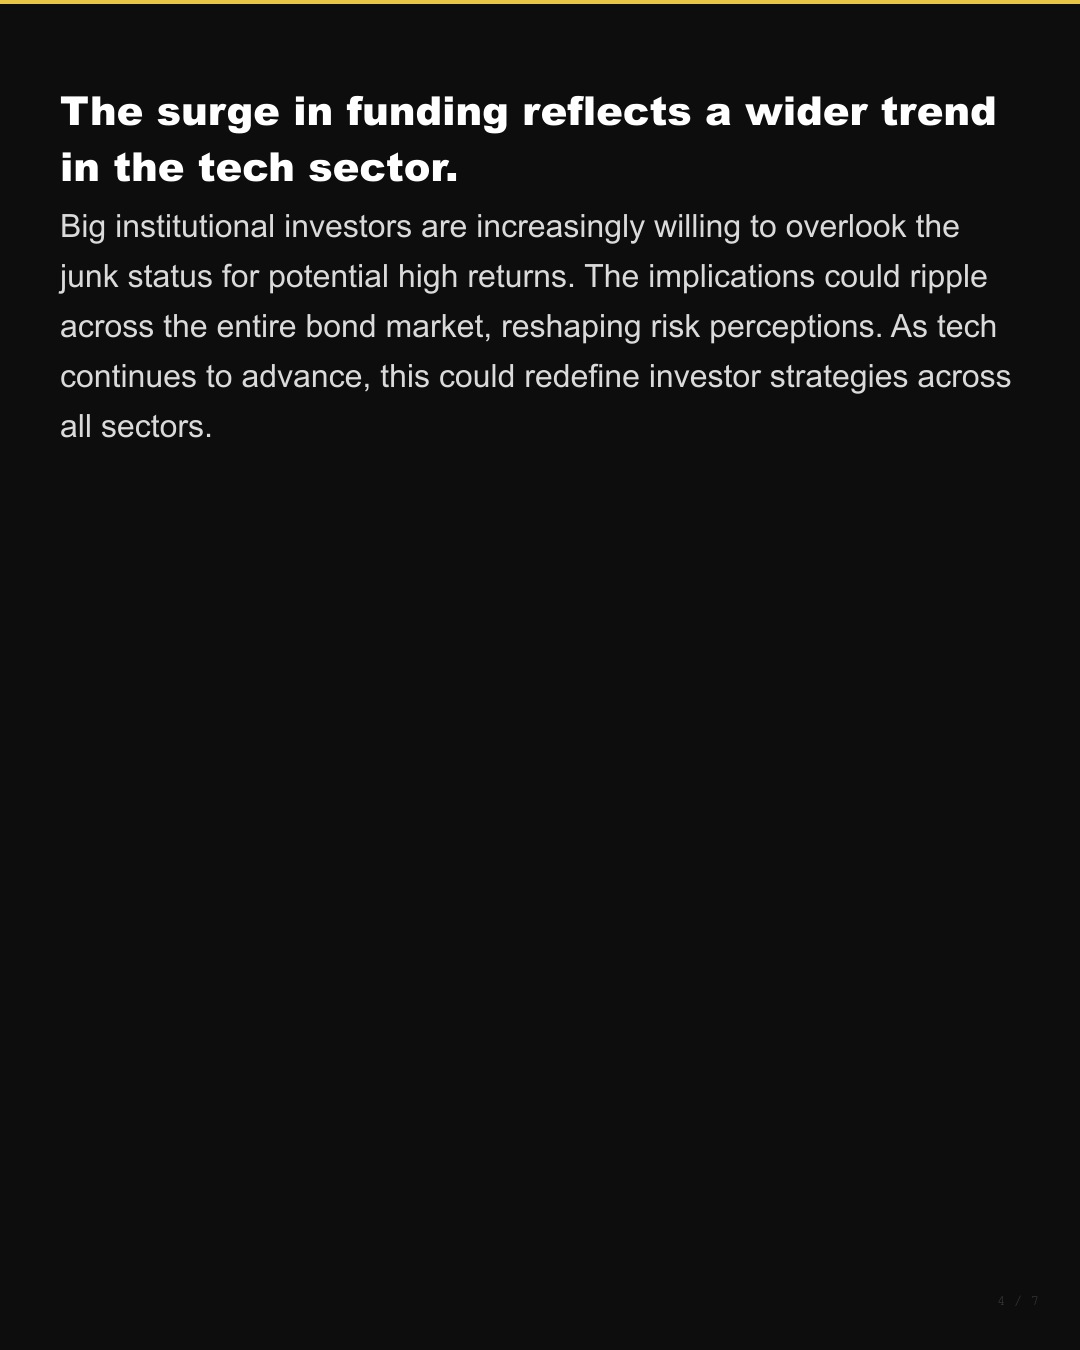 The surge in funding reflects a wider trend
in the tech sector.
Big institutional investors are increasingly willing to overlook the
junk status for potential high returns. The implications could ripple
across the entire bond market, reshaping risk perceptions. As tech
continues to advance, this could redefine investor strategies across
all sectors.
4 / 7